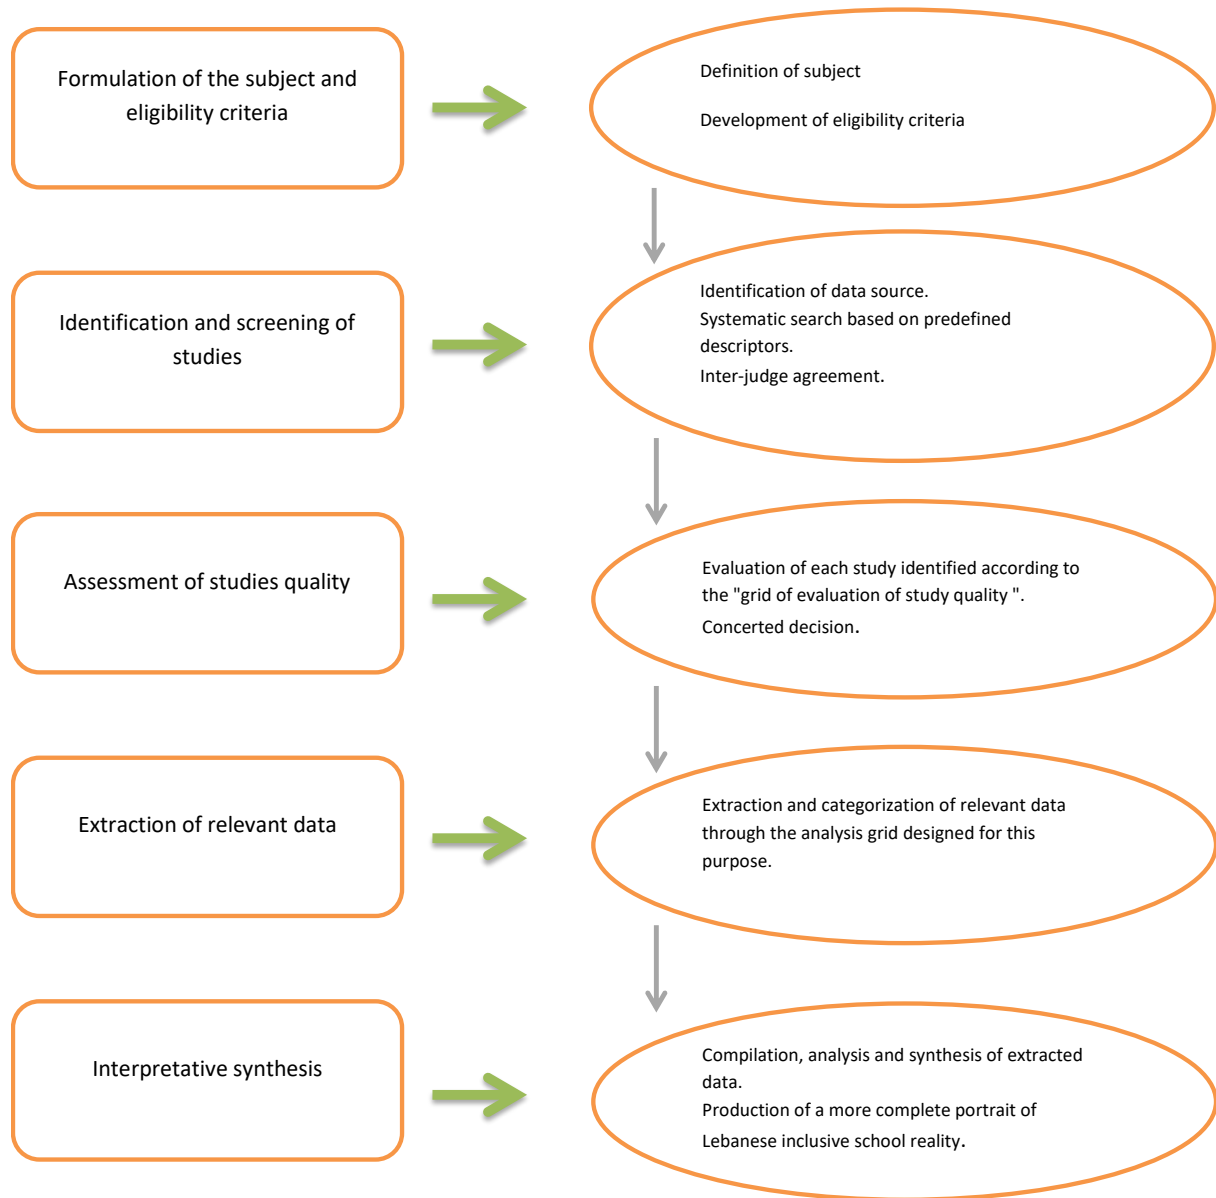 Formulation of the subject and
eligibility criteria
Definition of subject
Development of eligibility criteria
Identification and screening of
studies
Identification of data source.
Systematic search based on predefined
descriptors.
Inter-judge agreement.
Assessment of studies quality
Evaluation of each study identified according to
the "grid of evaluation of study quality ".
Concerted decision.
Extraction of relevant data
Extraction and categorization of relevant data
through the analysis grid designed for this
purpose.
Interpretative synthesis
Compilation, analysis and synthesis of extracted
data.
Production of a more complete portrait of
Lebanese inclusive school reality.